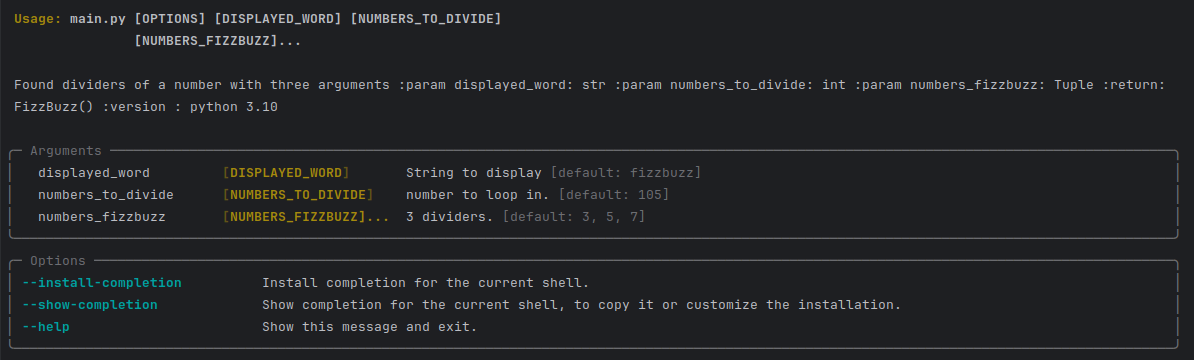 Usage: main.py [OPTIONS] [DISPLAYED_WORD] [NUMBERS_TO_DIVIDE]
[NUMBERS_FIZZBUZZ]...
Found dividers of a number with three arguments :param displayed_word: str :param numbers_to_divide: int :param numbers_fizzbuzz: Tuple :return:
FizzBuzz() :version : python 3.10
Arguments
displayed_word [DISPLAYED_WORD] String to display [default: fizzbuzz]
numbers_to_divide [NUMBERS_TO_DIVIDE] number to loop in. [default: 105]
numbers_fizzbuzz [NUMBERS_FIZZBUZZ]... 3 dividers. [default: 3, 5, 7]
Options
--install-completion Install completion for the current shell.
--show-completion Show completion for the current shell, to copy it or customize the installation.
--help Show this message and exit.